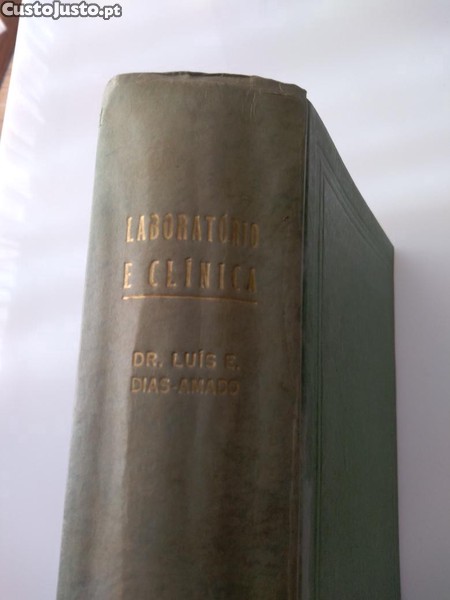 CustoJusto.pt
LABORATÓRIO
E CLÍNICA
DR. LUÍS E.
DIAS-AMADO